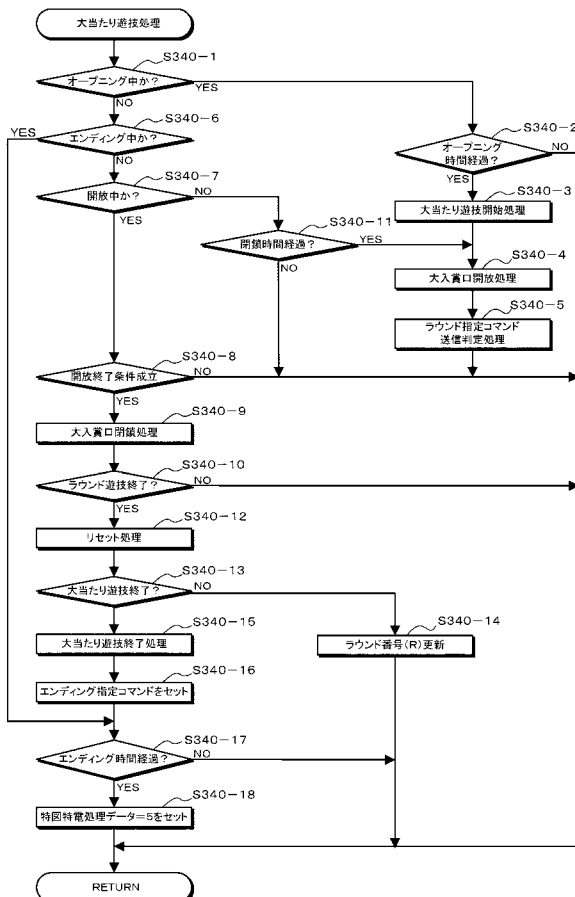 大当たり遊技処理
S340-1
オープニング中か?
YES
NO
S340-6
YES
エンディング中か?
NO
S340-2
オープニング
時間経過?
NO
YES
S340-7
開放中か?
NO
YES
S340-3
大当たり遊技開始処理
S340-11
閉鎖時間経過?
YES
NO
S340-4
大入賞口開放処理
S340-5
ラウンド指定コマンド
送信判定処理
S340-8
開放終了条件成立
NO
YES
S340-9
大入賞口閉鎖処理
S340-10
ラウンド遊技終了?
NO
YES
S340-12
リセット処理
S340-13
大当たり遊技終了?
NO
S340-15
大当たり遊技終了処理
S340-14
ラウンド番号(R)更新
S340-16
エンディング指定コマンドをセット
S340-17
エンディング時間経過?
NO
YES
S340-18
特図特電処理データ=5をセット
RETURN